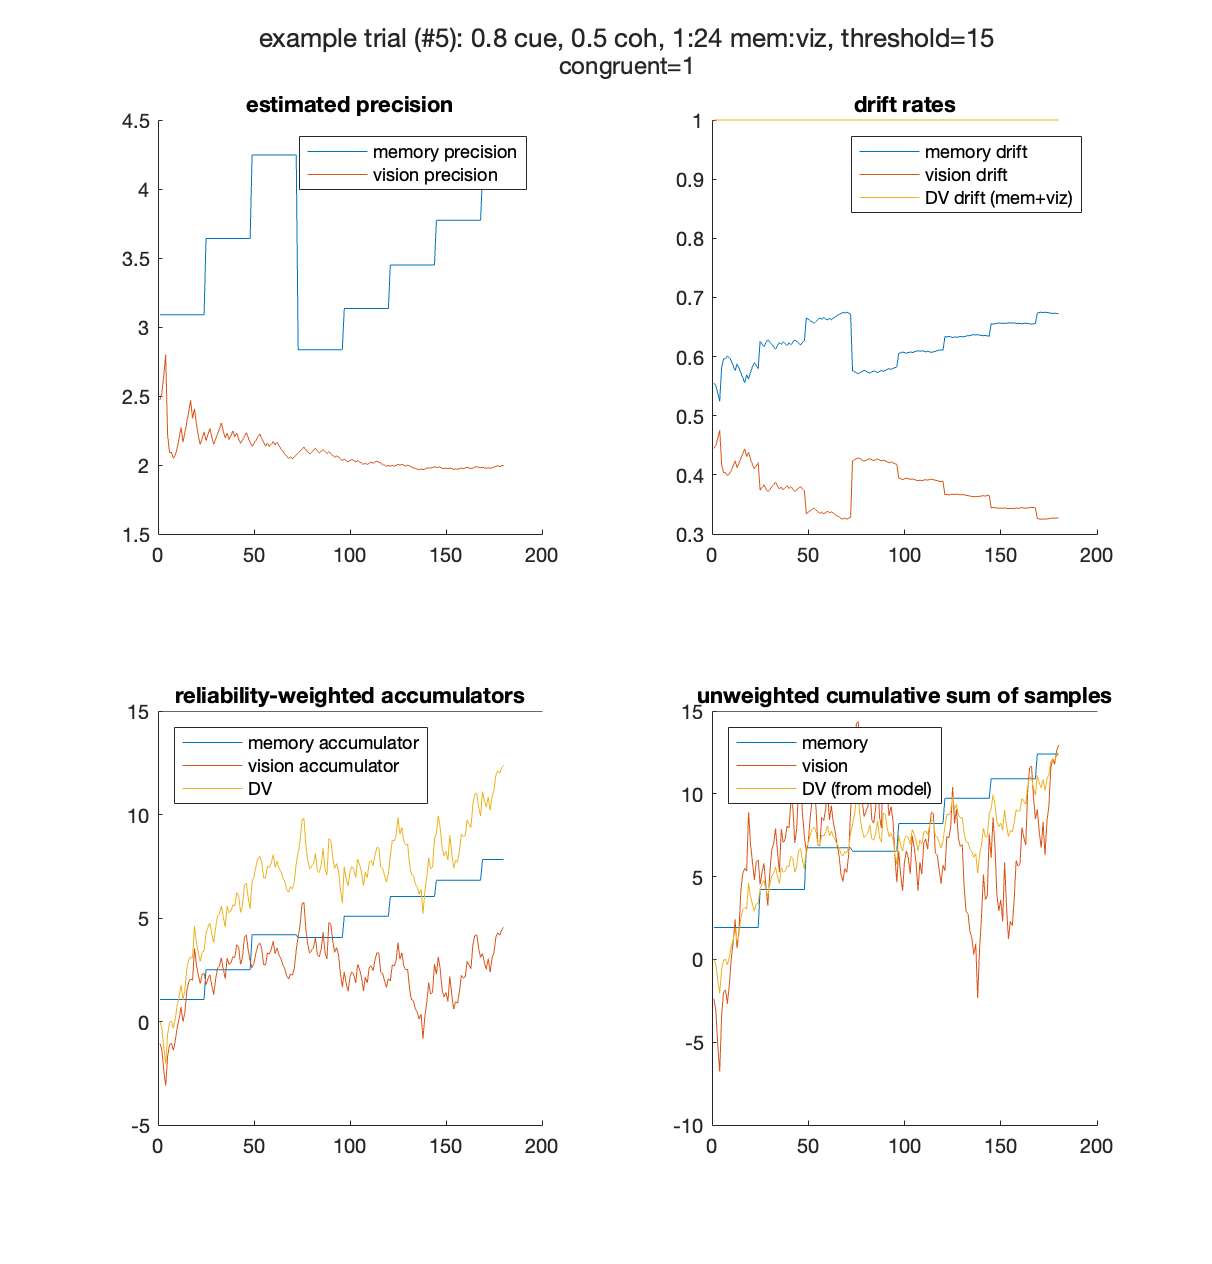 example trial (#5): 0.8 cue, 0.5 coh, 1:24 mem:viz, threshold=15
congruent=1
estimated precision
4.5
4
3.5
3
2.5
2
1.5
0
50
100
150
200
memory precision
vision precision
drift rates
1
0.9
0.8
0.7
0.6
0.5
0.4
0.3
0
50
100
150
200
memory drift
vision drift
DV drift (mem+viz)
reliability-weighted accumulators
15
10
5
0
-5
0
50
100
150
200
memory accumulator
vision accumulator
DV
unweighted cumulative sum of samples
15
10
5
0
-5
-10
0
50
100
150
200
memory
vision
DV (from model)